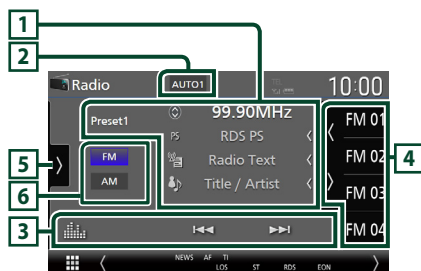 1
2
Radio
AUTO1
10:00
Preset1
99.90MHz
FM 01
PS
RDS PS
FM
Radio Text
FM 02
4
5
AM
Title / Artist
FM 03
6
3
FM 04
NEWS AF TI
LOS ST RDS EON